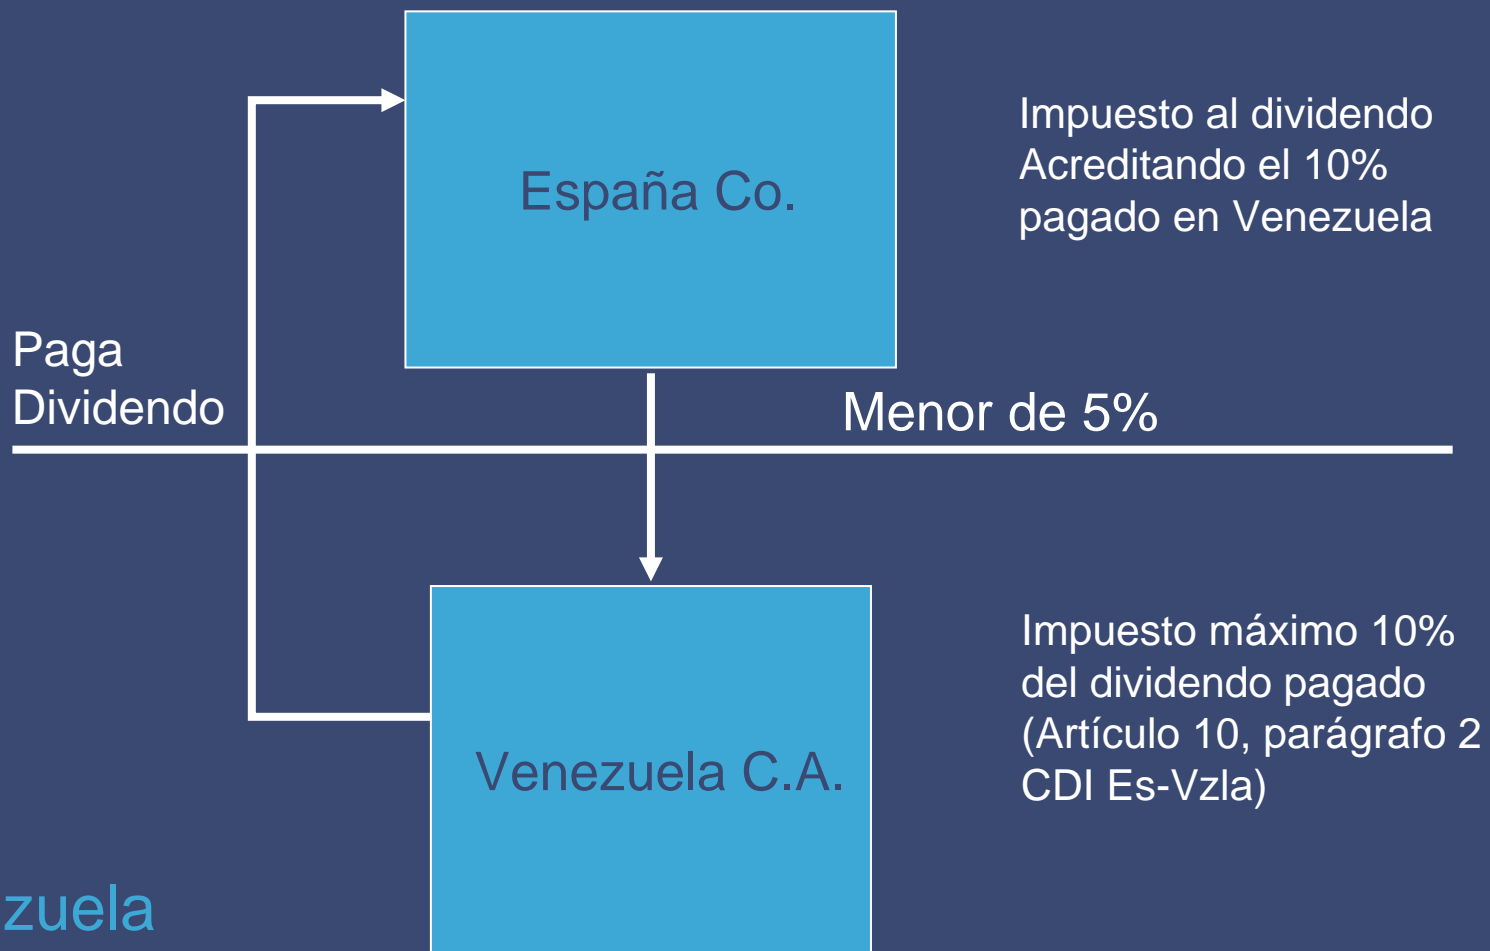 España Co.
Impuesto al dividendo
Acreditando el 10%
pagado en Venezuela
Paga
Dividendo
Menor de 5%
Venezuela C.A.
Impuesto máximo 10%
del dividendo pagado
(Artículo 10, parágrafo 2
CDI Es-Vzla)
zuela